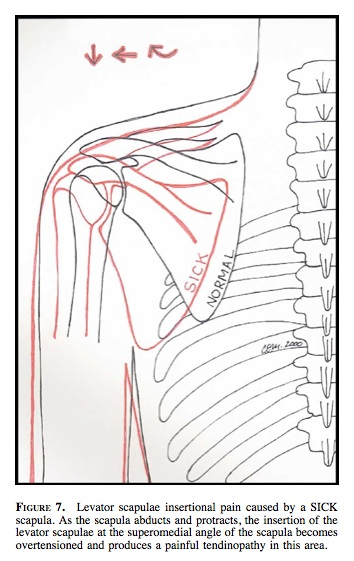 SICK
NORMAL
2000
FIGURE 7. Levator scapulae insertional pain caused by a SICK
scapula. As the scapula abducts and protracts, the insertion of the
levator scapulae at the superomedial angle of the scapula becomes
overtensioned and produces a painful tendinopathy in this area.